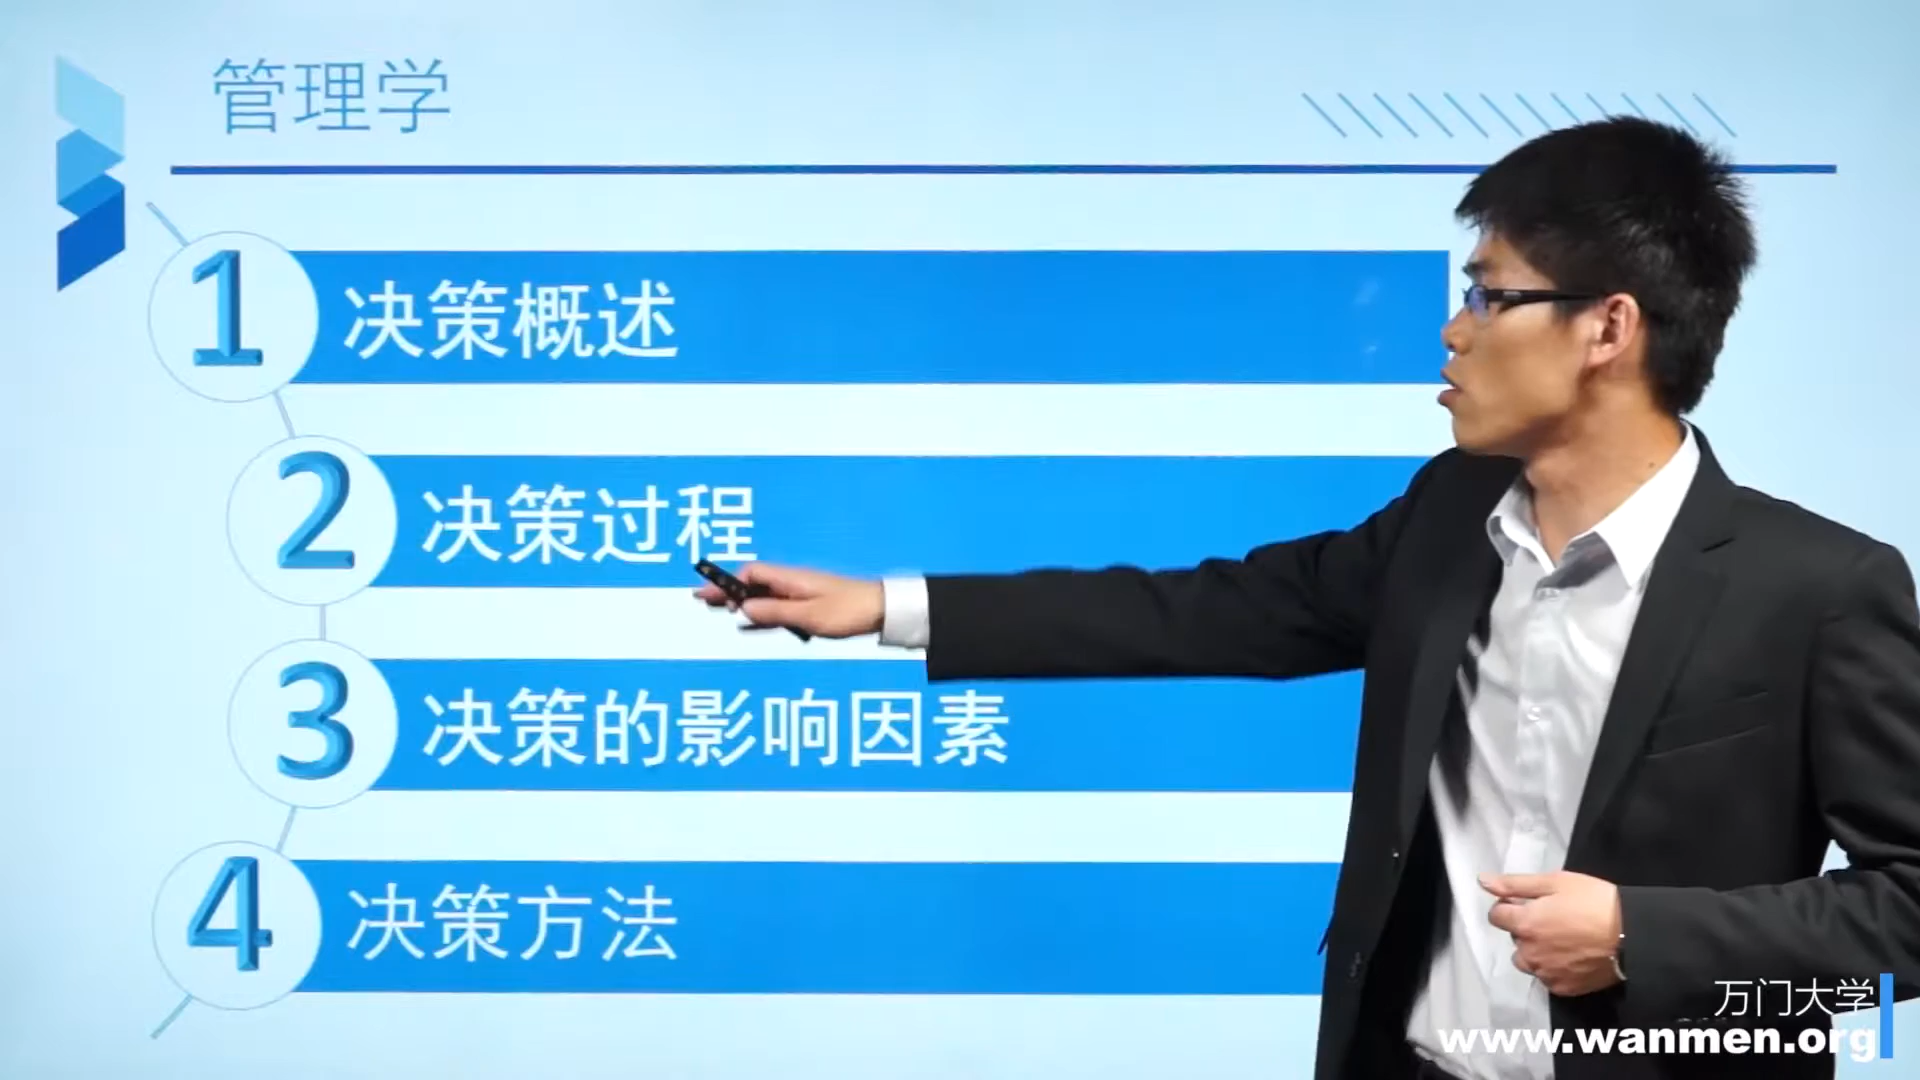 管理学
1 决策概述
2 决策过程
3 决策的影响因素
4 决策方法
万门大学
www.wanmen.org